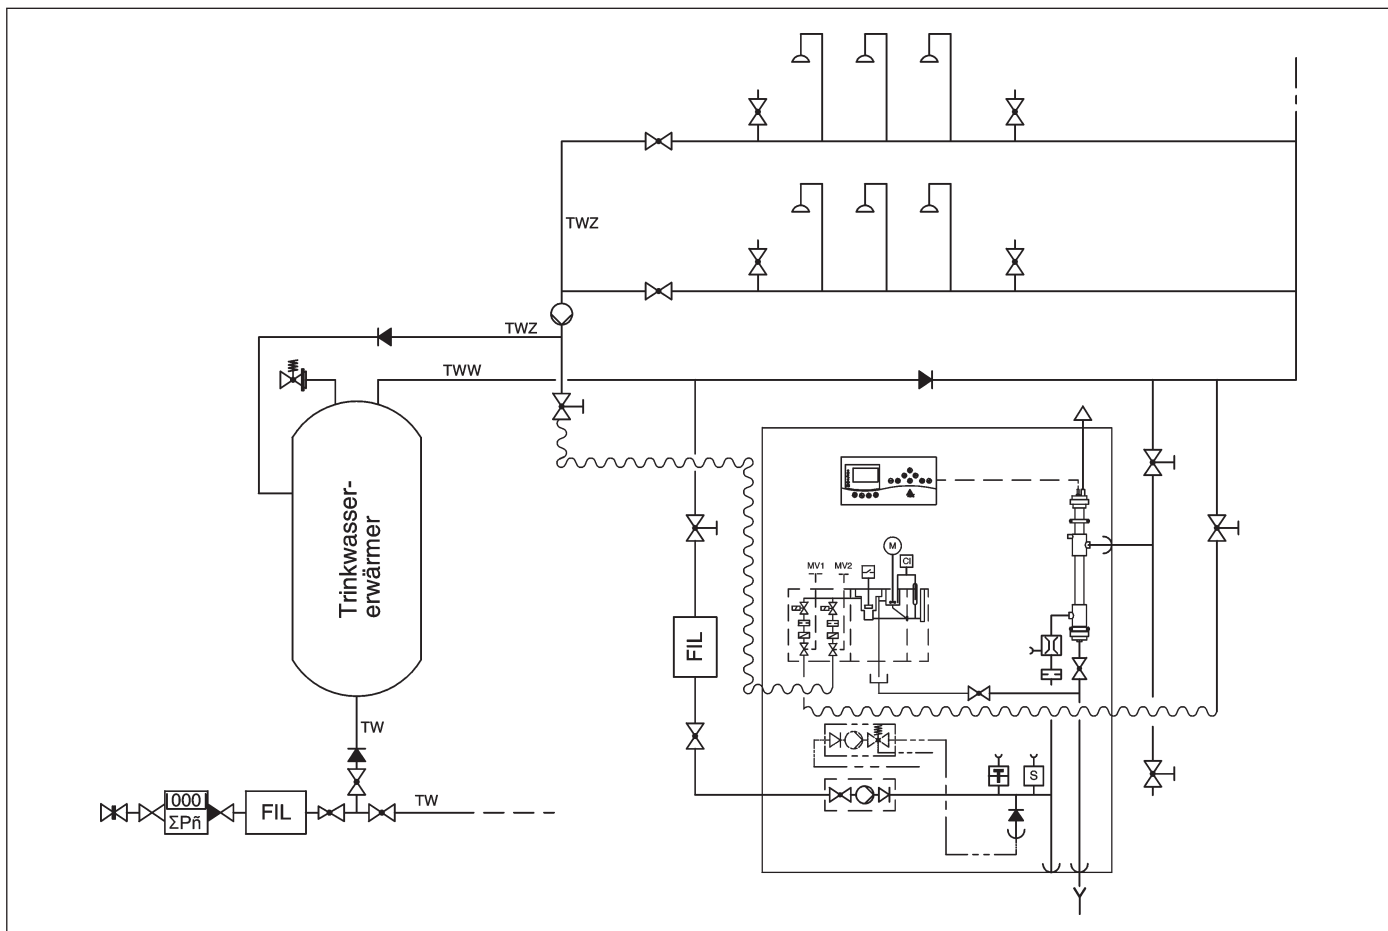 TWZ
TWZ
TWW
Trinkwasser-
erwärmer
M
Cl
MV1
MV2
FIL
TW
S
000
ΣPñ
FIL
TW